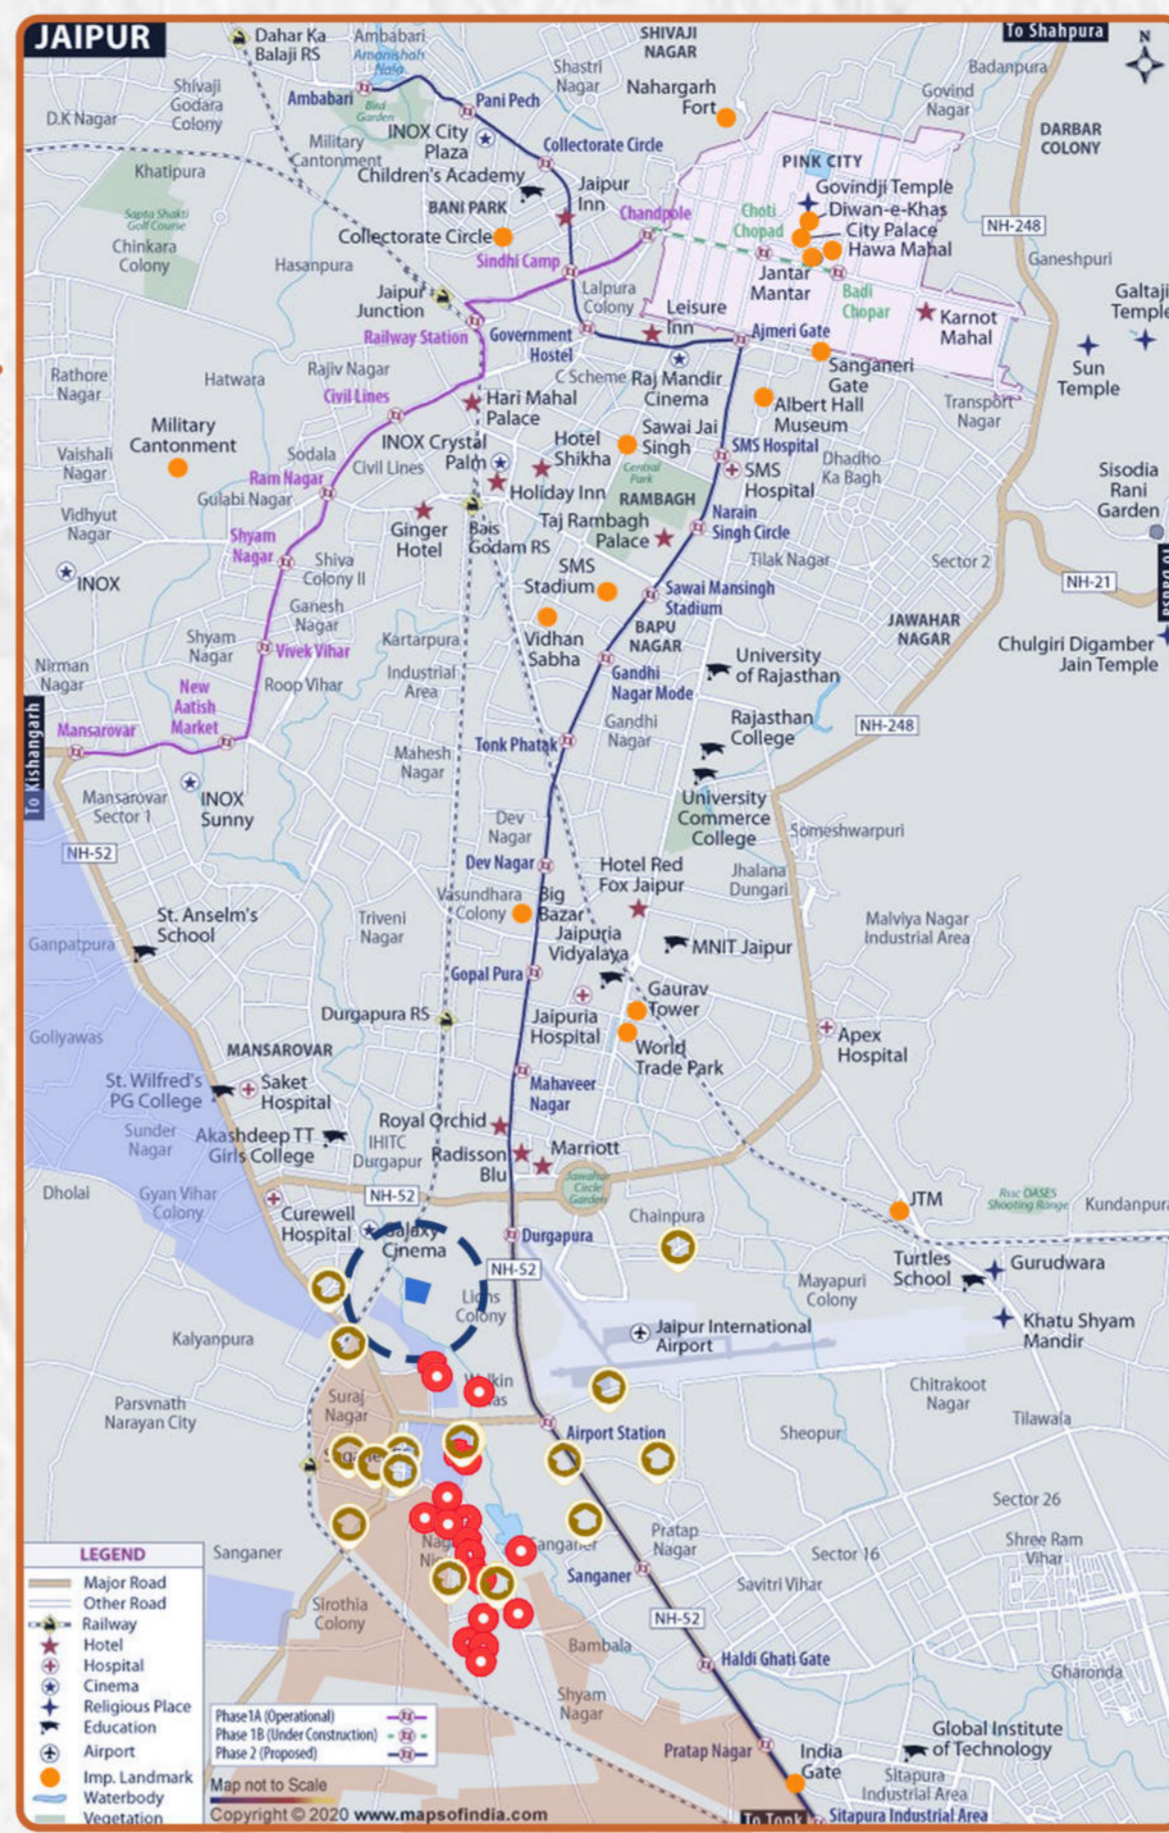 JAIPUR
Dahar Ka
Balaji RS
Ambabari
Amanishah
Nala
SHIVAJI
NAGAR
To Shahpura
N
Shastri
Nagar
Badanpura
Shivaji
Godara
Colony
D.K Nagar
Ambabari
Bird
Garden
Pani Pech
Nahargarh
Fort
Govind
Nagar
DARBAR
COLONY
Military
Cantonment
INOX City
Plaza
Collectorate Circle
PINK CITY
Khatipura
Children's Academy
Jaipur
Inn
Govindji Temple
Diwan-e-Khas
City Palace
Hawa Mahal
Sapta Shakti
Golf Course
BANI PARK
Chandpole
Choti
Chopad
NH-248
Chinkara
Colony
Collectorate Circle
Hasanpura
Sindhi Camp
Jantar
Mantar
Ganeshpuri
Jaipur
Junction
Lalpura
Colony
Leisure
Inn
Badi
Chopar
Karnot
Mahal
Galtaji
Temple
Railway Station
Government
Hostel
Ajmeri Gate
Sun
Temple
Rathore
Nagar
Hatwara
Rajiv Nagar
C Scheme
Raj Mandir
Cinema
Sanganeri
Gate
Civil Lines
Hari Mahal
Palace
Albert Hall
Museum
Transport
Nagar
Military
Cantonment
INOX Crystal
Palm
Hotel
Shikha
Sawai Jai
Singh
SMS Hospital
Vaishali
Nagar
Sodala
Civil Lines
Central
Park
SMS
Hospital
Dhadho
Ka Bagh
Sisodia
Rani
Garden
Ram Nagar
Gulabi Nagar
Holiday Inn
RAMBAGH
Vidhyut
Nagar
Ginger
Hotel
Bais
Godam RS
Taj Rambagh
Palace
Narain
Singh Circle
Shyam
Nagar
Shiva
Colony II
SMS
Stadium
Tilak Nagar
Sector 2
INOX
Sawai Mansingh
Stadium
NH-21
Ganesh
Nagar
Shyam
Nagar
Vivek Vihar
Kartarpura
Vidhan
Sabha
BAPU
NAGAR
JAWAHAR
NAGAR
Chulgiri Digamber
Jain Temple
Nirman
Nagar
Roop Vihar
Industrial
Area
Gandhi
Nagar Mode
University
of Rajasthan
New
Aatish
Market
Mansarovar
To Kishangarh
Tonk Phatak
Gandhi
Nagar
Rajasthan
College
NH-248
Mahesh
Nagar
Mansarovar
Sector 1
INOX
Sunny
University
Commerce
College
Someshwarpuri
NH-52
Dev
Nagar
Dev Nagar
Hotel Red
Fox Jaipur
Jhalana
Dungari
St. Anselm's
School
Triveni
Nagar
Vasundhara
Colony
Big
Bazar
Malviya Nagar
Industrial Area
Ganpatpura
Jaipuria
Vidyalaya
MNIT Jaipur
Gopal Pura
Durgapura RS
Jaipuria
Hospital
Gaurav
Tower
World
Trade Park
Apex
Hospital
Goliyawas
MANSAROVAR
St. Wilfred's
PG College
Saket
Hospital
Mahaveer
Nagar
Sunder
Nagar
Akashdeep TT
Girls College
IHITC
Durgapur
Royal Orchid
Radisson
Blu
Marriott
Dholai
Gyan Vihar
Colony
NH-52
Jawahar
Circle
Garden
JTM
Risc OASES
Shooting Range
Kundanpura
Curewell
Hospital
Galaxy
Cinema
Durgapura
Chainpura
NH-52
Turtles
School
Gurudwara
Lions
Colony
Mayapuri
Colony
Kalyanpura
Jaipur International
Airport
Khatu Shyam
Mandir
Parsvnath
Narayan City
Suraj
Nagar
Chitrakoot
Nagar
Airport Station
Sheopur
Tilawala
Sector 26
Sanganer
Sanganer
Pratap
Nagar
Sector 16
Shree Ram
Vihar
Sanganer
Savitri Vihar
Sirothia
Colony
NH-52
Bambala
Haldi Ghati Gate
Gharonda
Shyam
Nagar
Pratap Nagar
India
Gate
Global Institute
of Technology
Sitapura
Industrial Area
To Tonk
Sitapura Industrial Area
LEGEND
Major Road
Other Road
Railway
Hotel
Hospital
Cinema
Religious Place
Education
Airport
Imp. Landmark
Waterbody
Vegetation
Phase1A (Operational)
Phase 1B (Under Construction)
Phase 2 (Proposed)
Map not to Scale
Copyright © 2020 www.mapsofindia.com